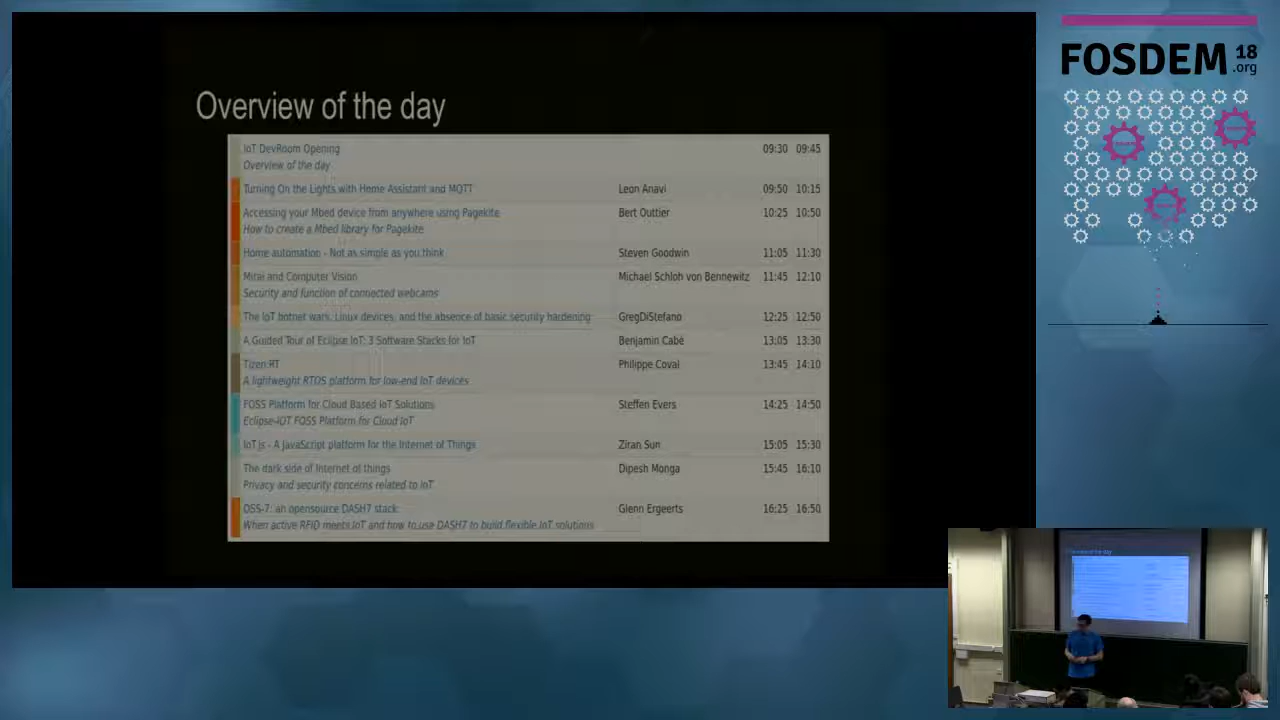 FOSDEM 18
.org
Overview of the day
IoT DevRoom Opening 09:30 09:45
Overview of the day
Turning On the Lights with Home Assistant and MQTT Leon Anavi 09:50 10:15
Accessing your Mbed device from anywhere using Pagekite Bert Outtier 10:25 10:50
How to create a Mbed library for Pagekite
Home automation - Not as simple as you think Steven Goodwin 11:05 11:30
Mirai and Computer Vision Michael Schloh von Bennewitz 11:45 12:10
Security and function of connected webcams
The IoT botnet wars, Linux devices, and the absence of basic security hardening GregDiStefano 12:25 12:50
A Guided Tour of Eclipse IoT: 3 Software Stacks for IoT Benjamin Cabé 13:05 13:30
Tizen:RT Philippe Coval 13:45 14:10
A lightweight RTOS platform for low-end IoT devices
FOSS Platform for Cloud Based IoT Solutions Steffen Evers 14:25 14:50
Eclipse-IOT FOSS Platform for Cloud IoT
IoT.js - A JavaScript platform for the Internet of Things Ziran Sun 15:05 15:30
The dark side of Internet of things Dipesh Monga 15:45 16:10
Privacy and security concerns related to IoT
OSS-7: an opensource DASH7 stack Glenn Ergeerts 16:25 16:50
When active RFID meets IoT and how to use DASH7 to build flexible IoT solutions
Overview of the day